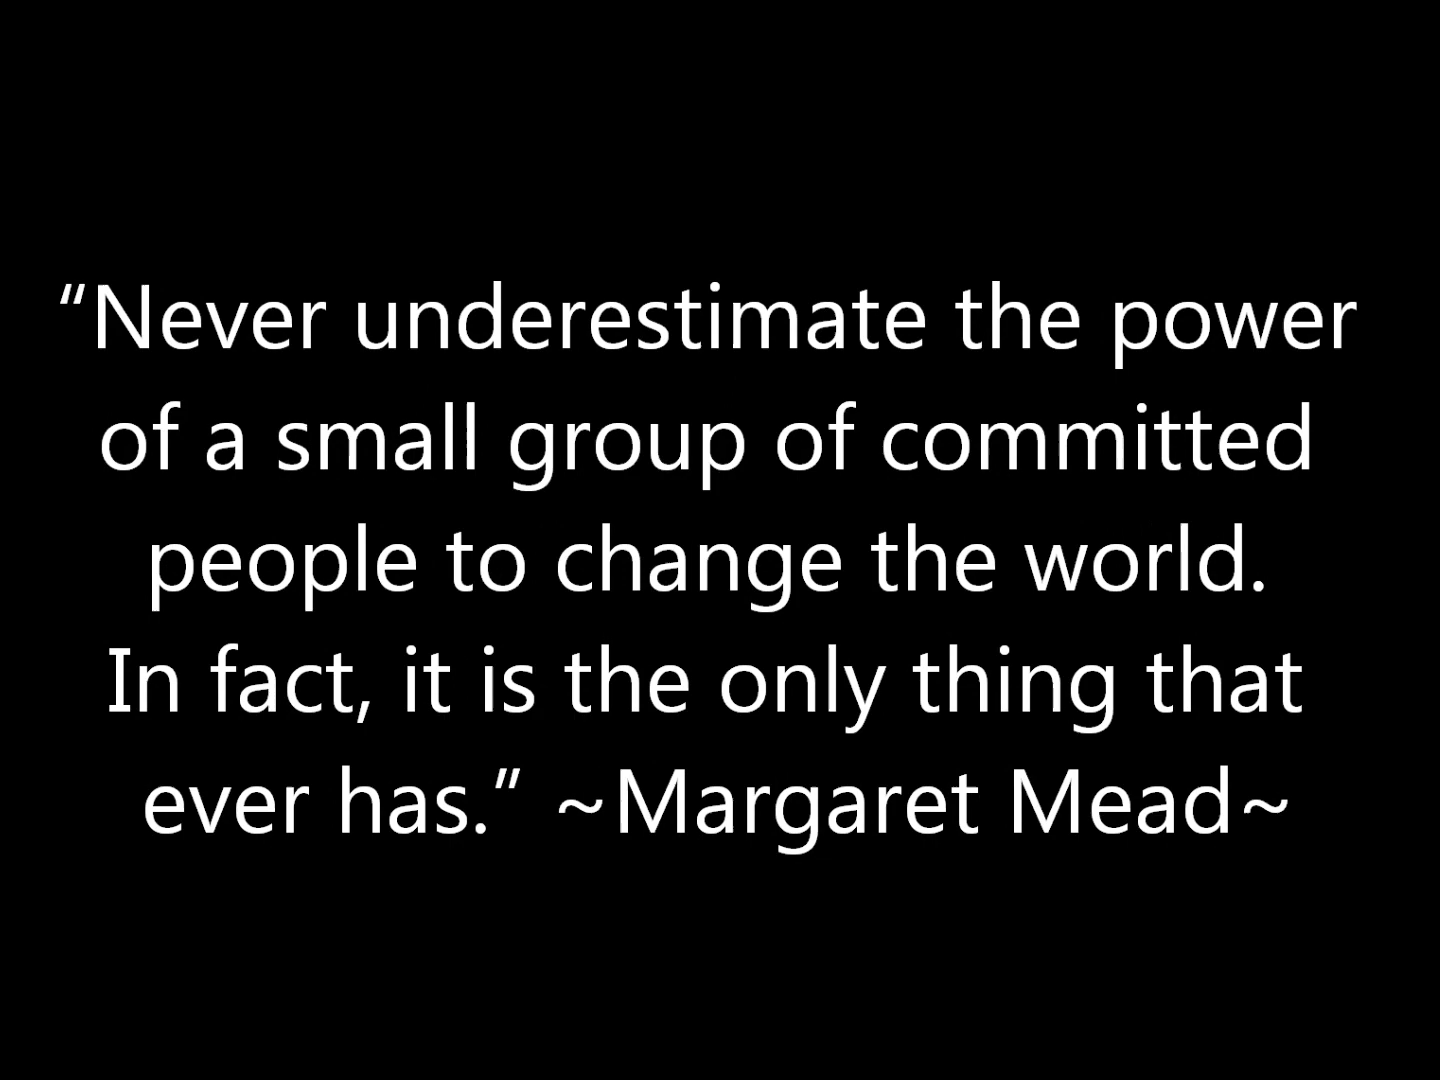 “Never underestimate the power
of a small group of committed
people to change the world.
In fact, it is the only thing that
ever has.” ~Margaret Mead~